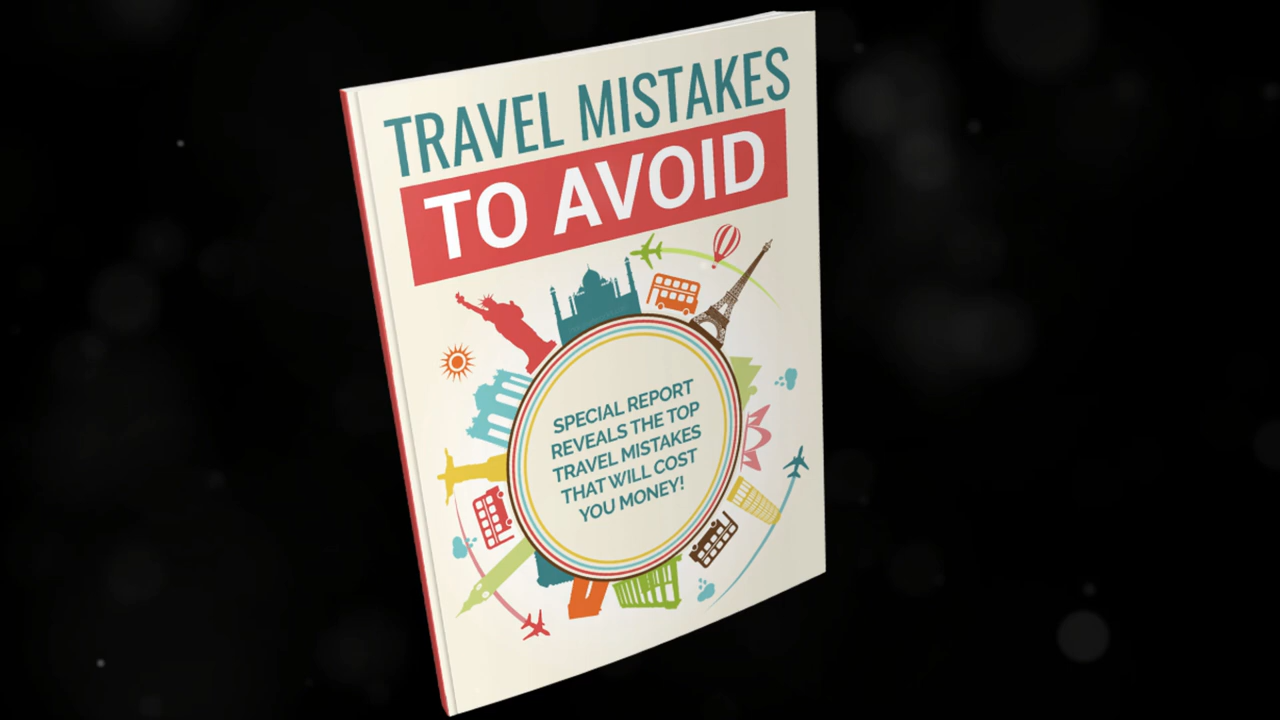 TRAVEL MISTAKES
TO AVOID
SPECIAL REPORT
REVEALS THE TOP
TRAVEL MISTAKES
THAT WILL COST
YOU MONEY!